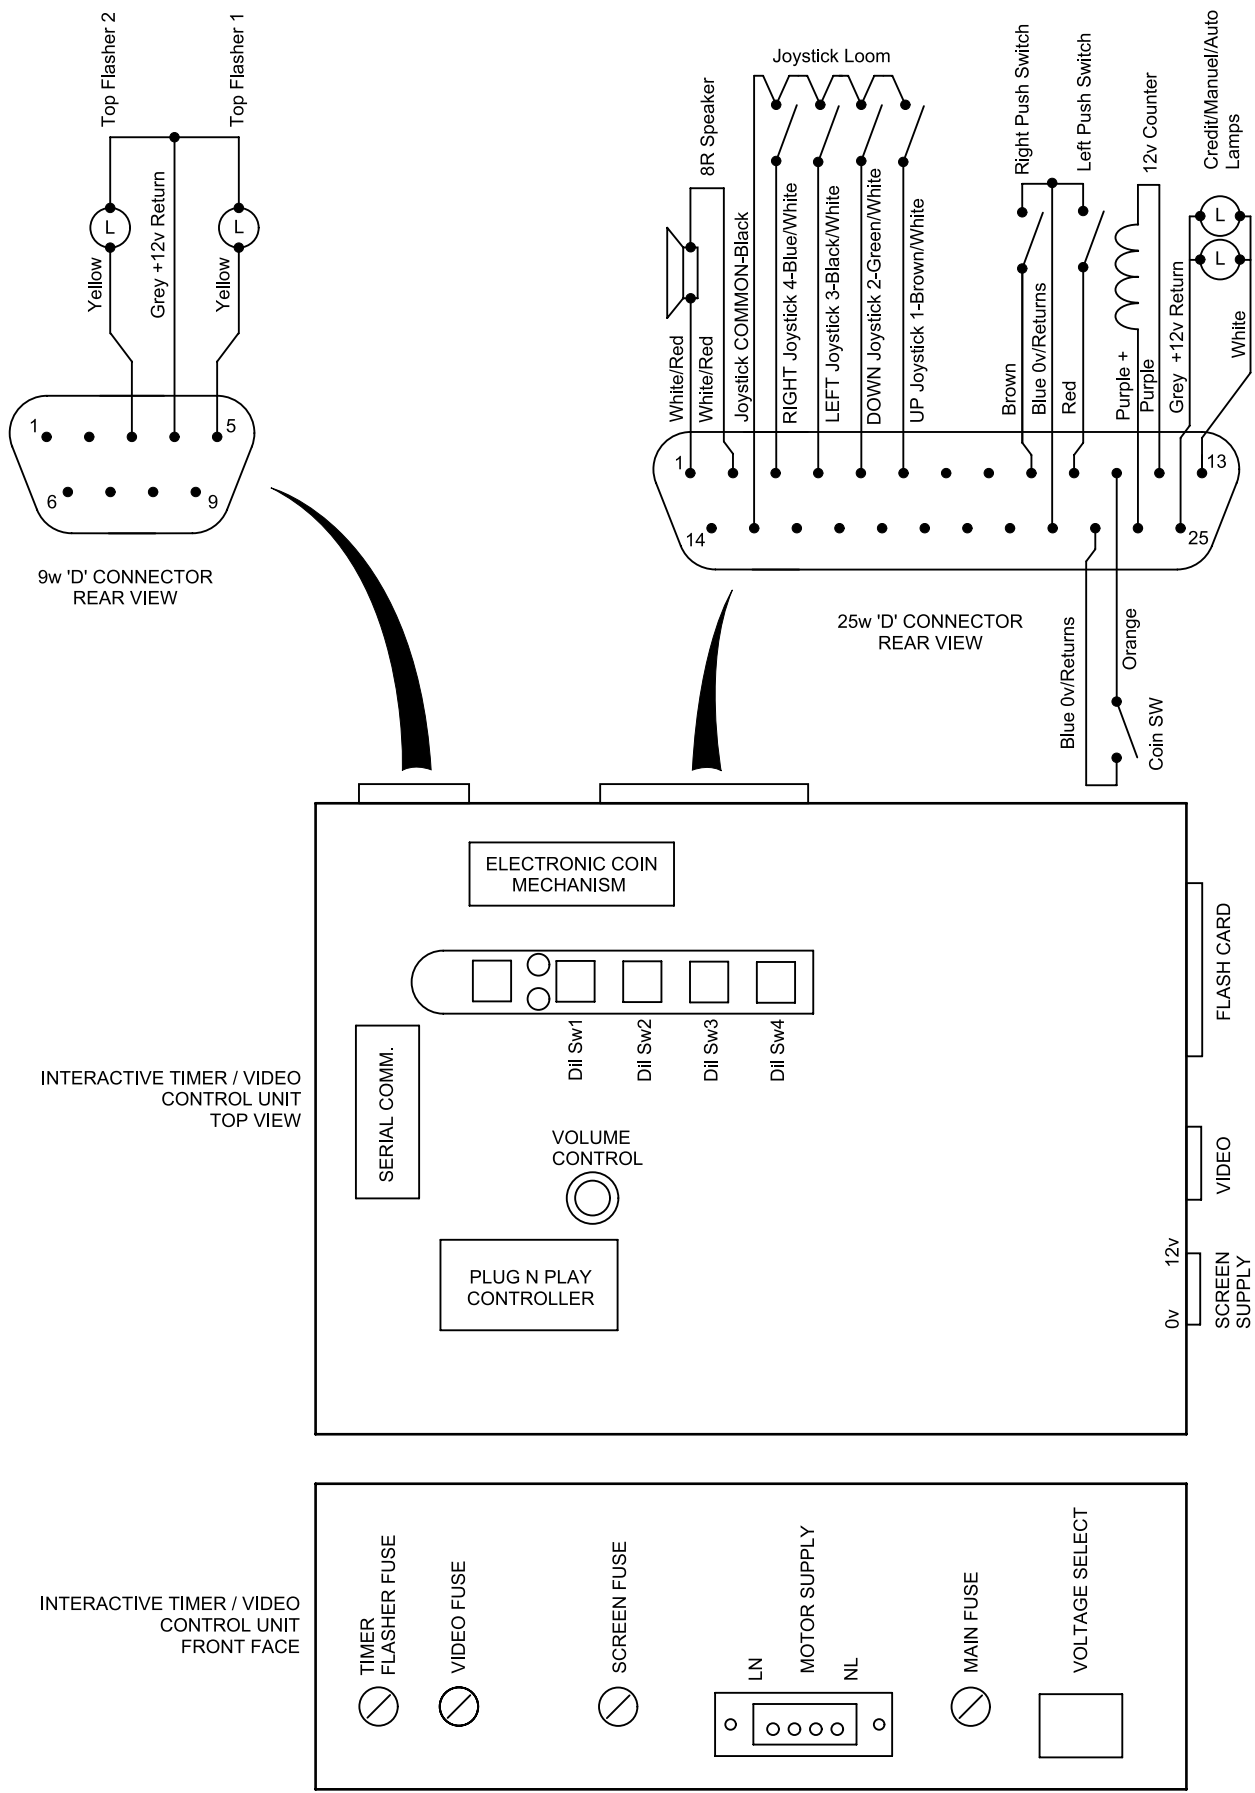 Top Flasher 2
Top Flasher 1
L
L
Yellow
Grey +12v Return
Yellow
1
5
6
9
9w 'D' CONNECTOR
REAR VIEW
Joystick Loom
8R Speaker
White/Red
White/Red
Joystick COMMON-Black
RIGHT Joystick 4-Blue/White
LEFT Joystick 3-Black/White
DOWN Joystick 2-Green/White
UP Joystick 1-Brown/White
Right Push Switch
Left Push Switch
12v Counter
Credit/Manuel/Auto
Lamps
L
L
Brown
Blue 0v/Returns
Red
Purple +
Purple
Grey +12v Return
White
1
13
14
25
25w 'D' CONNECTOR
REAR VIEW
Blue 0v/Returns
Orange
Coin SW
ELECTRONIC COIN
MECHANISM
Dil Sw1
Dil Sw2
Dil Sw3
Dil Sw4
SERIAL COMM.
INTERACTIVE TIMER / VIDEO
CONTROL UNIT
TOP VIEW
VOLUME
CONTROL
PLUG N PLAY
CONTROLLER
FLASH CARD
VIDEO
12v
0v
SCREEN
SUPPLY
INTERACTIVE TIMER / VIDEO
CONTROL UNIT
FRONT FACE
TIMER
FLASHER FUSE
VIDEO FUSE
SCREEN FUSE
LN
MOTOR SUPPLY
NL
MAIN FUSE
VOLTAGE SELECT